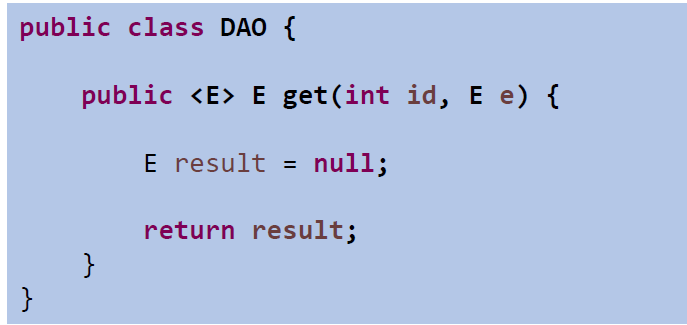 public class DAO {
public <E> E get(int id, E e) {
E result = null;
return result;
}
}